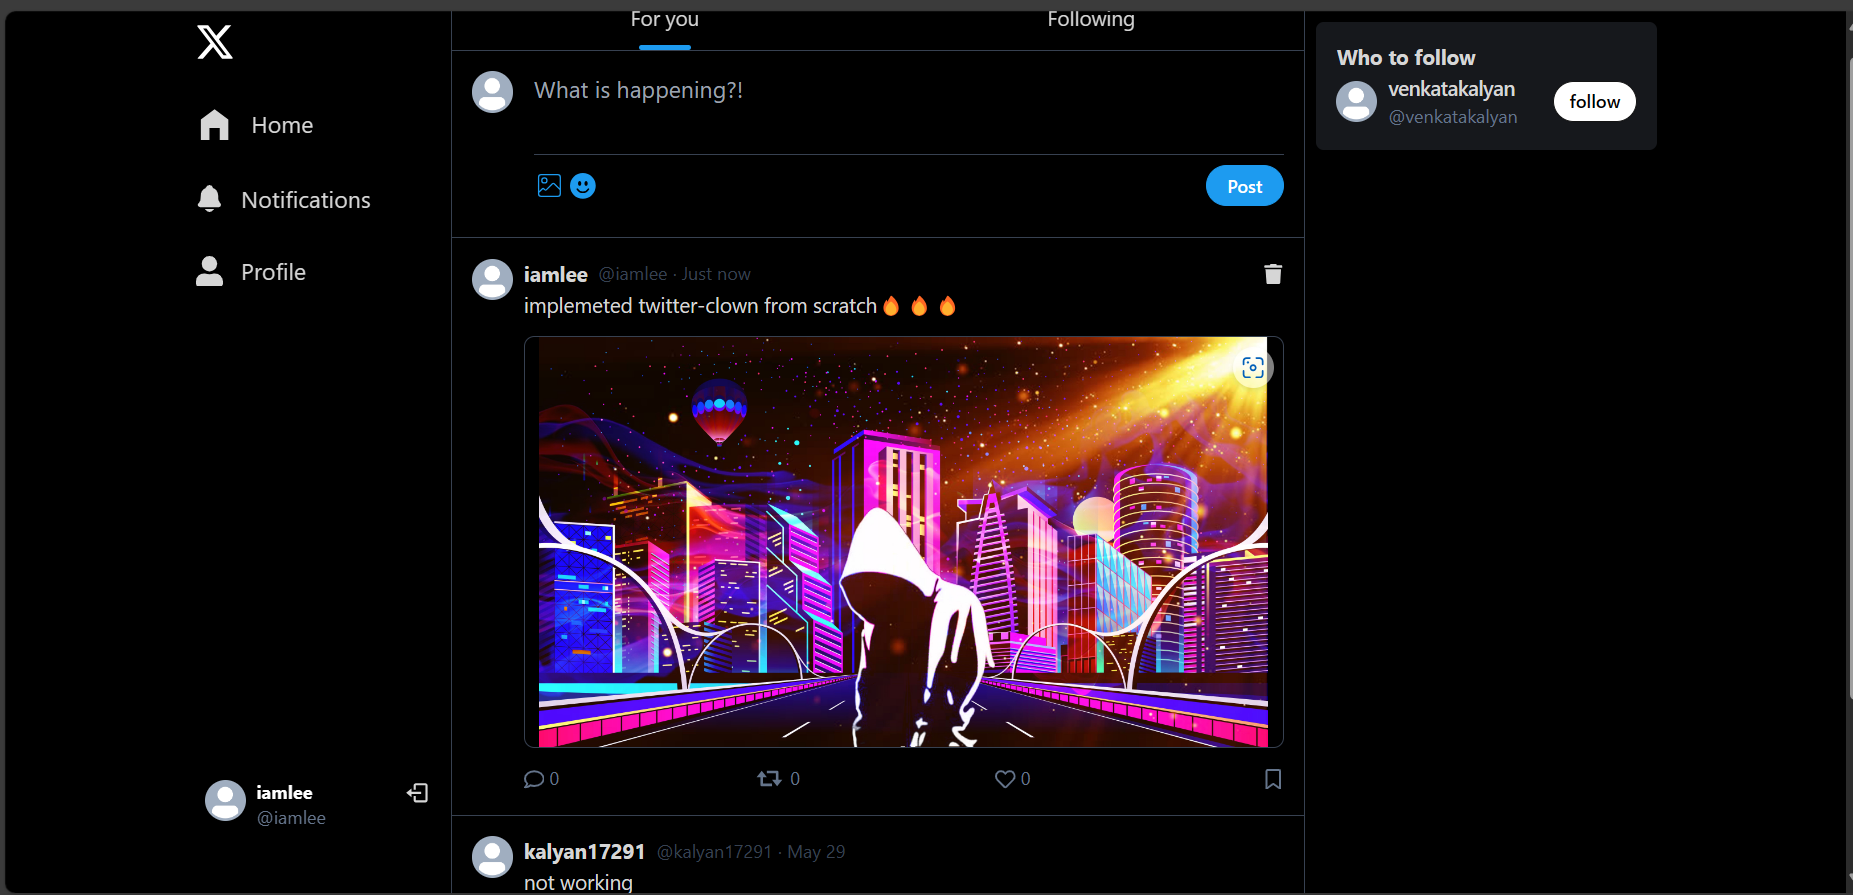 For you
Following
What is happening?!
Post
Home
Notifications
Profile
iamlee
@iamlee
iamlee @iamlee · Just now
implemeted twitter-clown from scratch🔥 🔥 🔥
0
0
0
kalyan17291 @kalyan17291 · May 29
not working
Who to follow
venkatakalyan
@venkatakalyan
follow